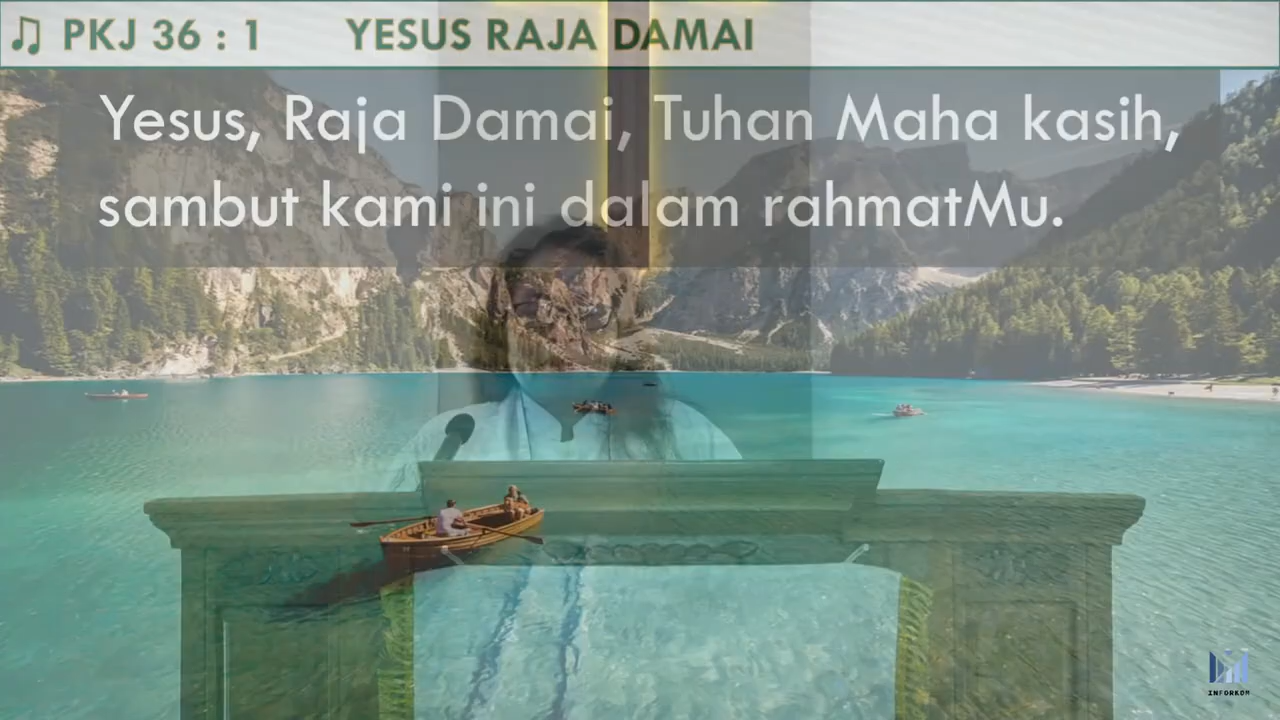 ♫ PKJ 36 : 1 YESUS RAJA DAMAI
Yesus, Raja Damai, Tuhan Maha kasih,
sambut kami ini dalam rahmatMu.
INFORKOM